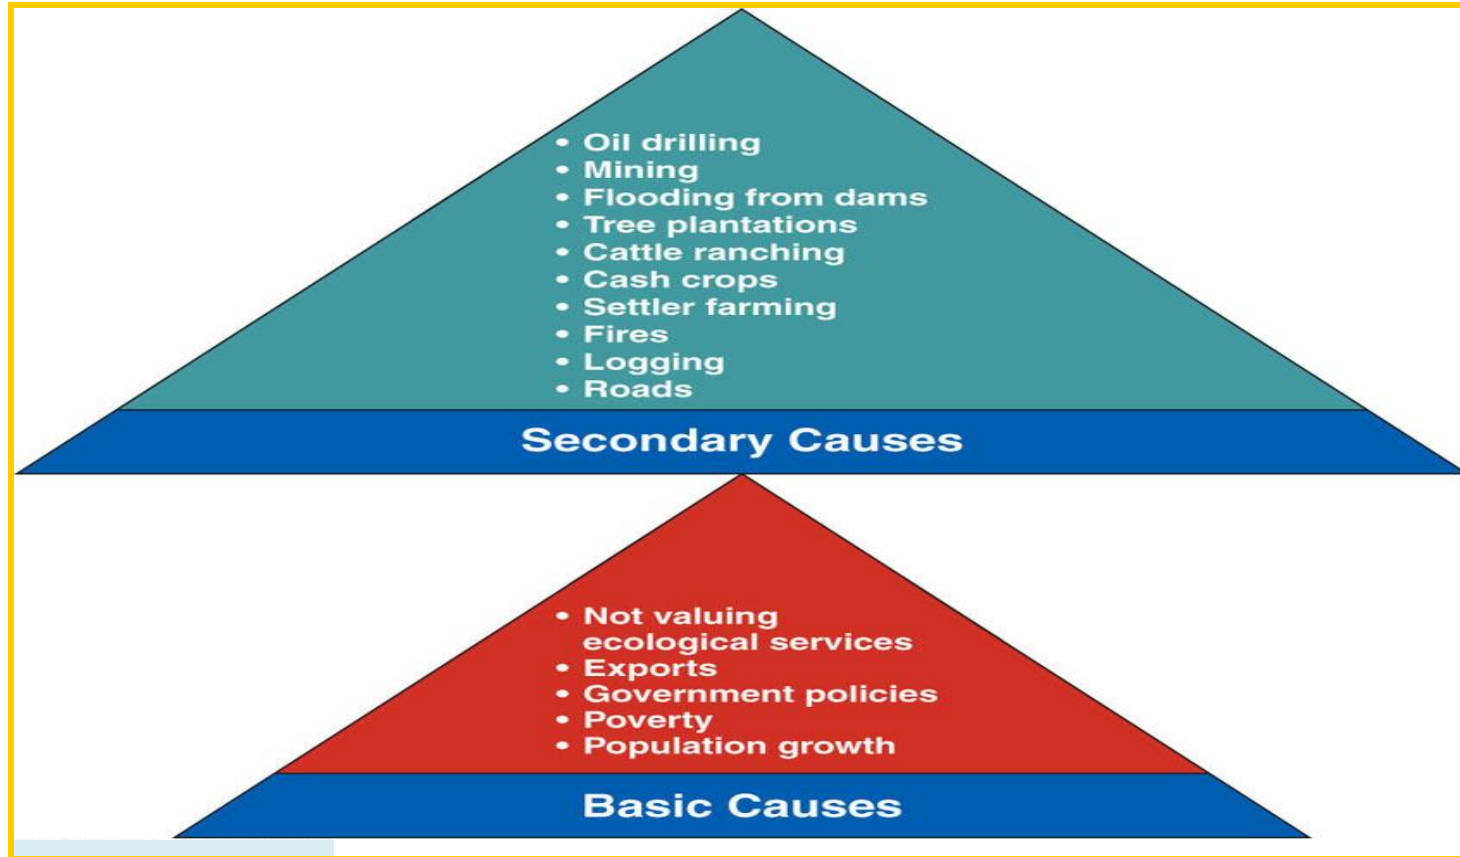 • Oil drilling
• Mining
• Flooding from dams
• Tree plantations
• Cattle ranching
• Cash crops
• Settler farming
• Fires
• Logging
• Roads
Secondary Causes
• Not valuing
ecological services
• Exports
• Government policies
• Poverty
• Population growth
Basic Causes